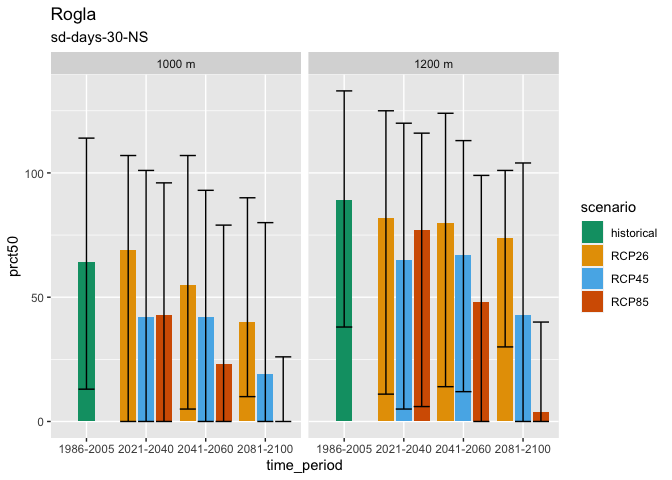 Rogla
sd-days-30-NS
1000 m
1200 m
100
50
0
prct50
1986-2005 2021-2040 2041-2060 2081-2100
1986-2005 2021-2040 2041-2060 2081-2100
time_period
scenario
historical
RCP26
RCP45
RCP85